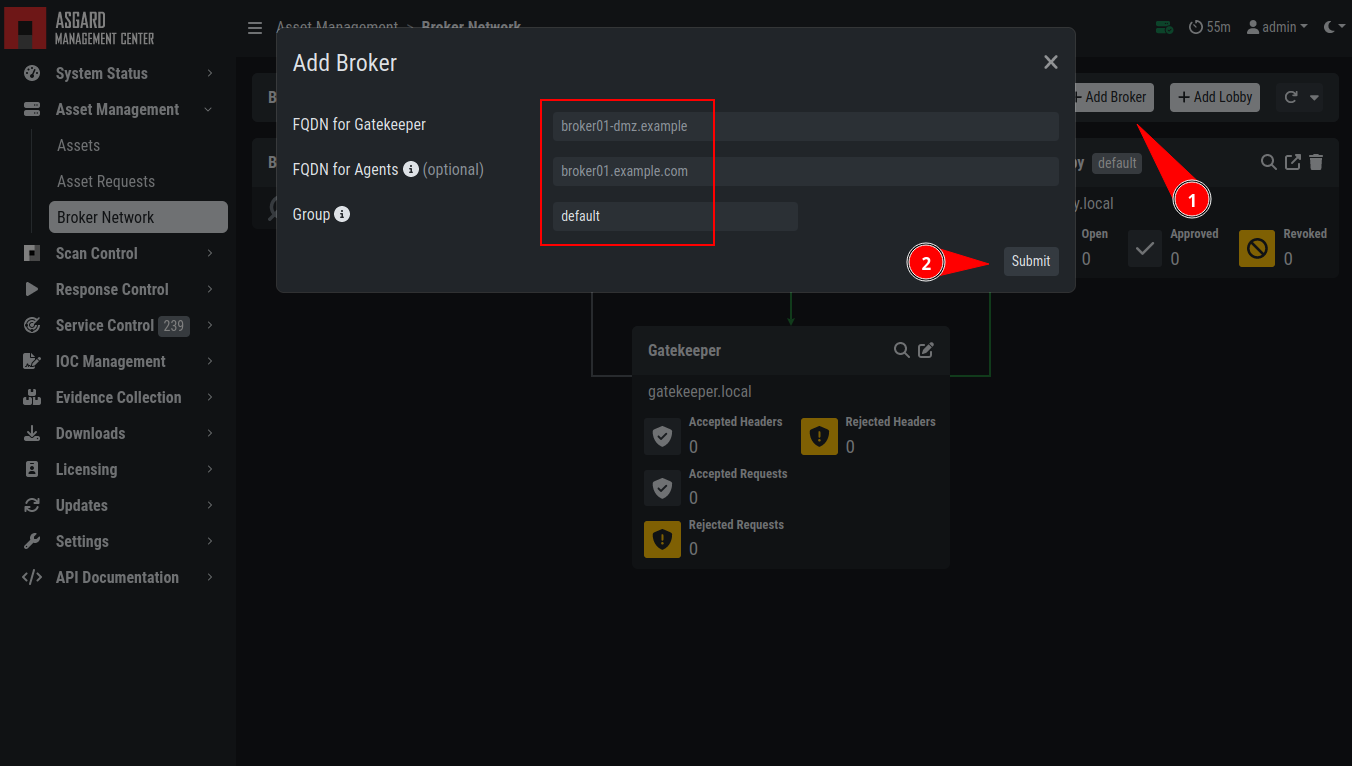 ASGARD
MANAGEMENT CENTER
Asset Management > Broker Network
55m
admin
System Status
Asset Management
Assets
Asset Requests
Broker Network
Scan Control
Response Control
Service Control 239
IOC Management
Evidence Collection
Downloads
Licensing
Updates
Settings
API Documentation
Add Broker
FQDN for Gatekeeper
broker01-dmz.example
FQDN for Agents (optional)
broker01.example.com
Group
default
Submit
1
2
+ Add Broker
+ Add Lobby
default
Open
0
Approved
0
Revoked
0
Gatekeeper
gatekeeper.local
Accepted Headers
0
Rejected Headers
0
Accepted Requests
0
Rejected Requests
0